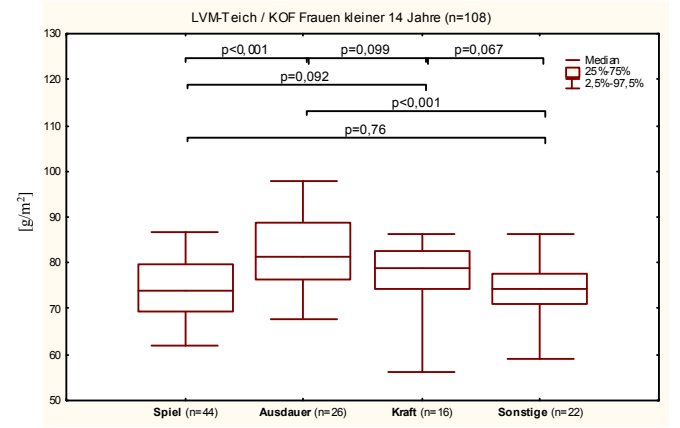 LVM-Teich / KOF Frauen kleiner 14 Jahre (n=108)
130
120
110
100
90
80
70
60
50
[g/m²]
p<0,001 p=0,099 p=0,067
p=0,092
p<0,001
p=0,76
Median
25%-75%
2,5%-97,5%
Spiel (n=44) Ausdauer (n=26) Kraft (n=16) Sonstige (n=22)